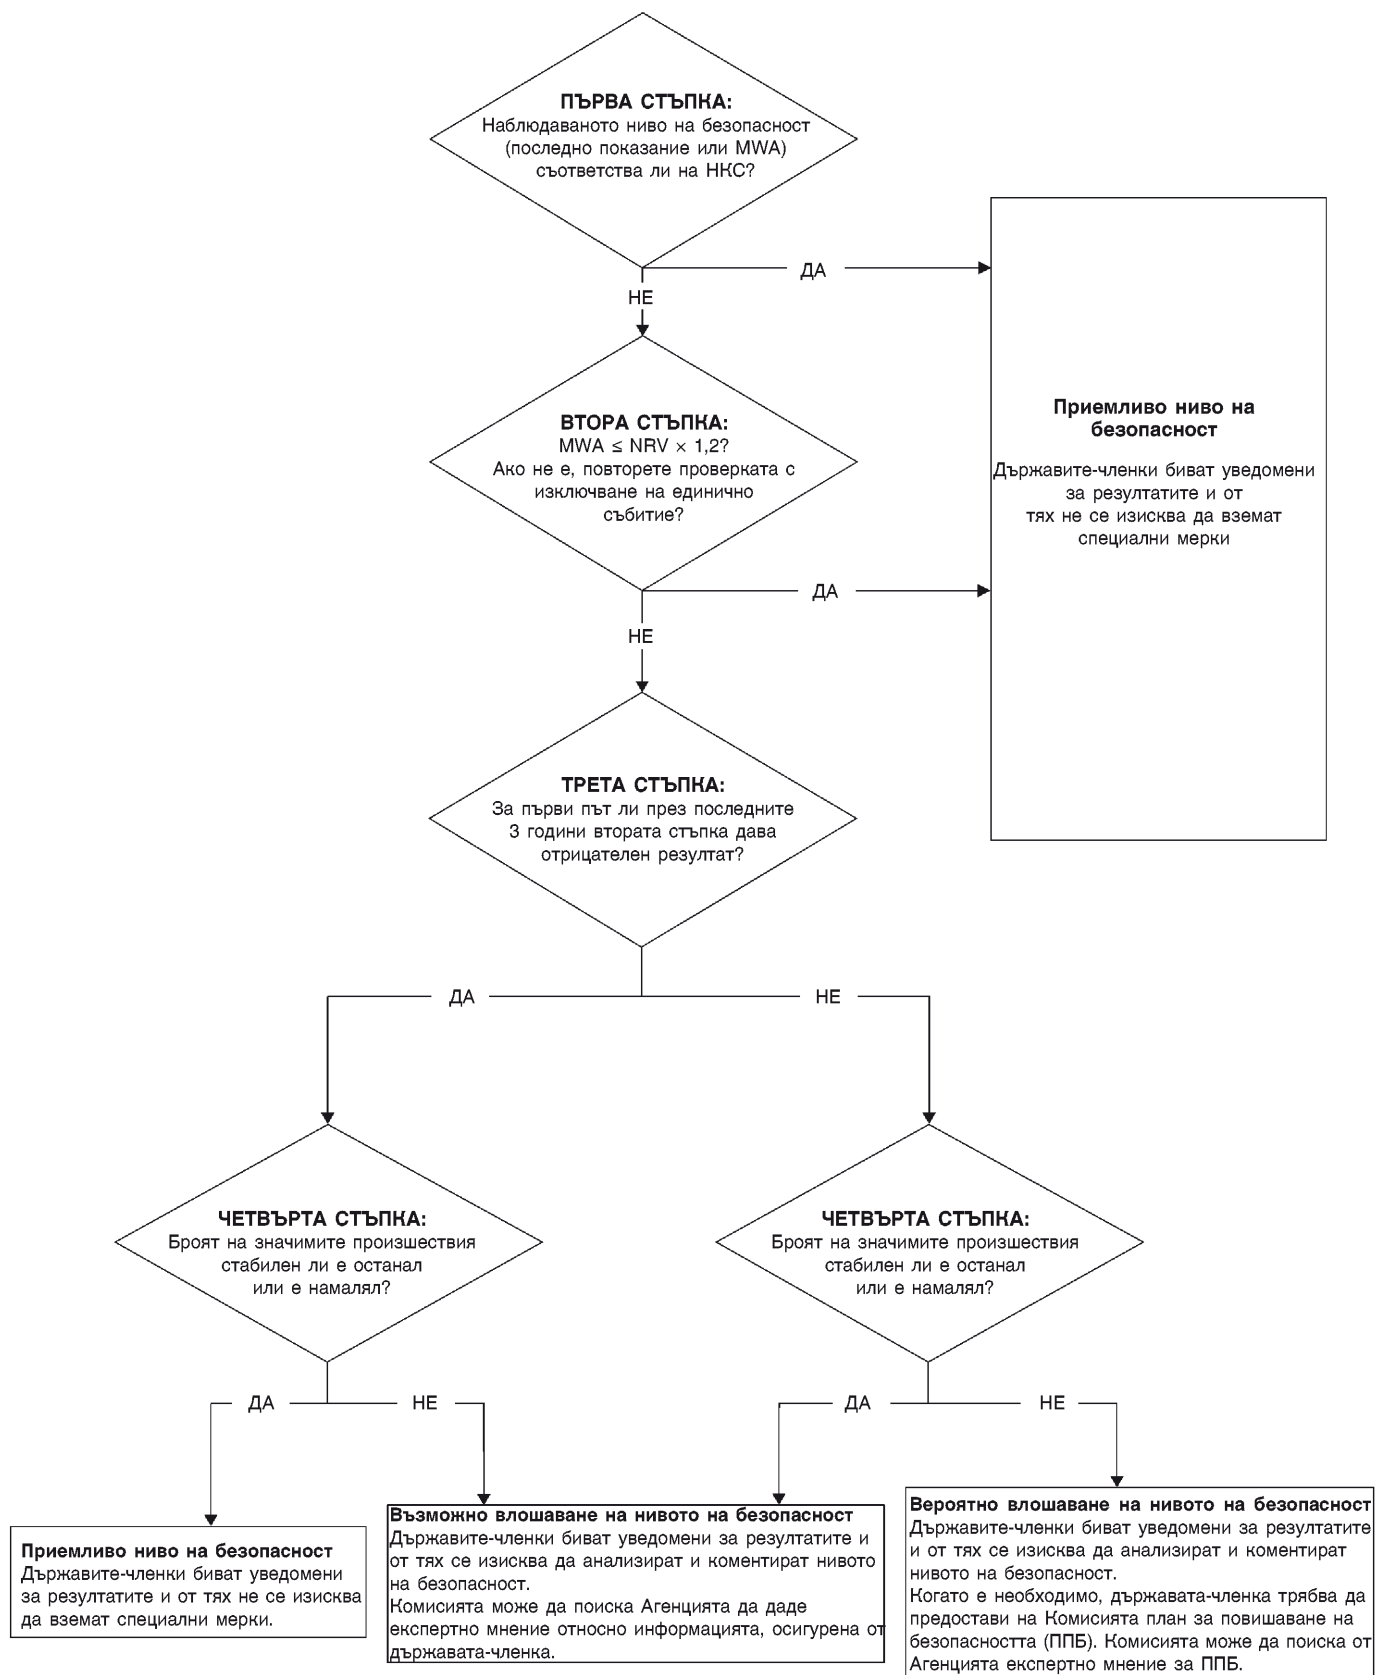 ПЪРВА СТЪПКА:
Наблюдаваното ниво на безопасност
(последно показание или MWA)
съответства ли на НКС?
ДА
НЕ
ВТОРА СТЪПКА:
MWA ≤ NRV × 1,2?
Ако не е, повторете проверката с
изключване на единично
събитие?
Приемливо ниво на
безопасност
Държавите-членки биват уведомени
за резултатите и от
тях не се изисква да вземат
специални мерки
ДА
НЕ
ТРЕТА СТЪПКА:
За първи път ли през последните
3 години втората стъпка дава
отрицателен резултат?
ДА
НЕ
ЧЕТВЪРТА СТЪПКА:
Броят на значимите произшествия
стабилен ли е останал
или е намалял?
ЧЕТВЪРТА СТЪПКА:
Броят на значимите произшествия
стабилен ли е останал
или е намалял?
ДА
НЕ
ДА
НЕ
Приемливо ниво на безопасност
Държавите-членки биват уведомени
за резултатите и от тях не се изисква
да вземат специални мерки.
Възможно влошаване на нивото на безопасност
Държавите-членки биват уведомени за резултатите и
от тях се изисква да анализират и коментират нивото
на безопасност.
Комисията може да поиска Агенцията да даде
експертно мнение относно информацията, осигурена от
държавата-членка.
Вероятно влошаване на нивото на безопасност
Държавите-членки биват уведомени за резултатите
и от тях се изисква да анализират и коментират
нивото на безопасност.
Когато е необходимо, държавата-членка трябва да
предостави на Комисията план за повишаване на
безопасността (ППБ). Комисията може да поиска от
Агенцията експертно мнение за ППБ.